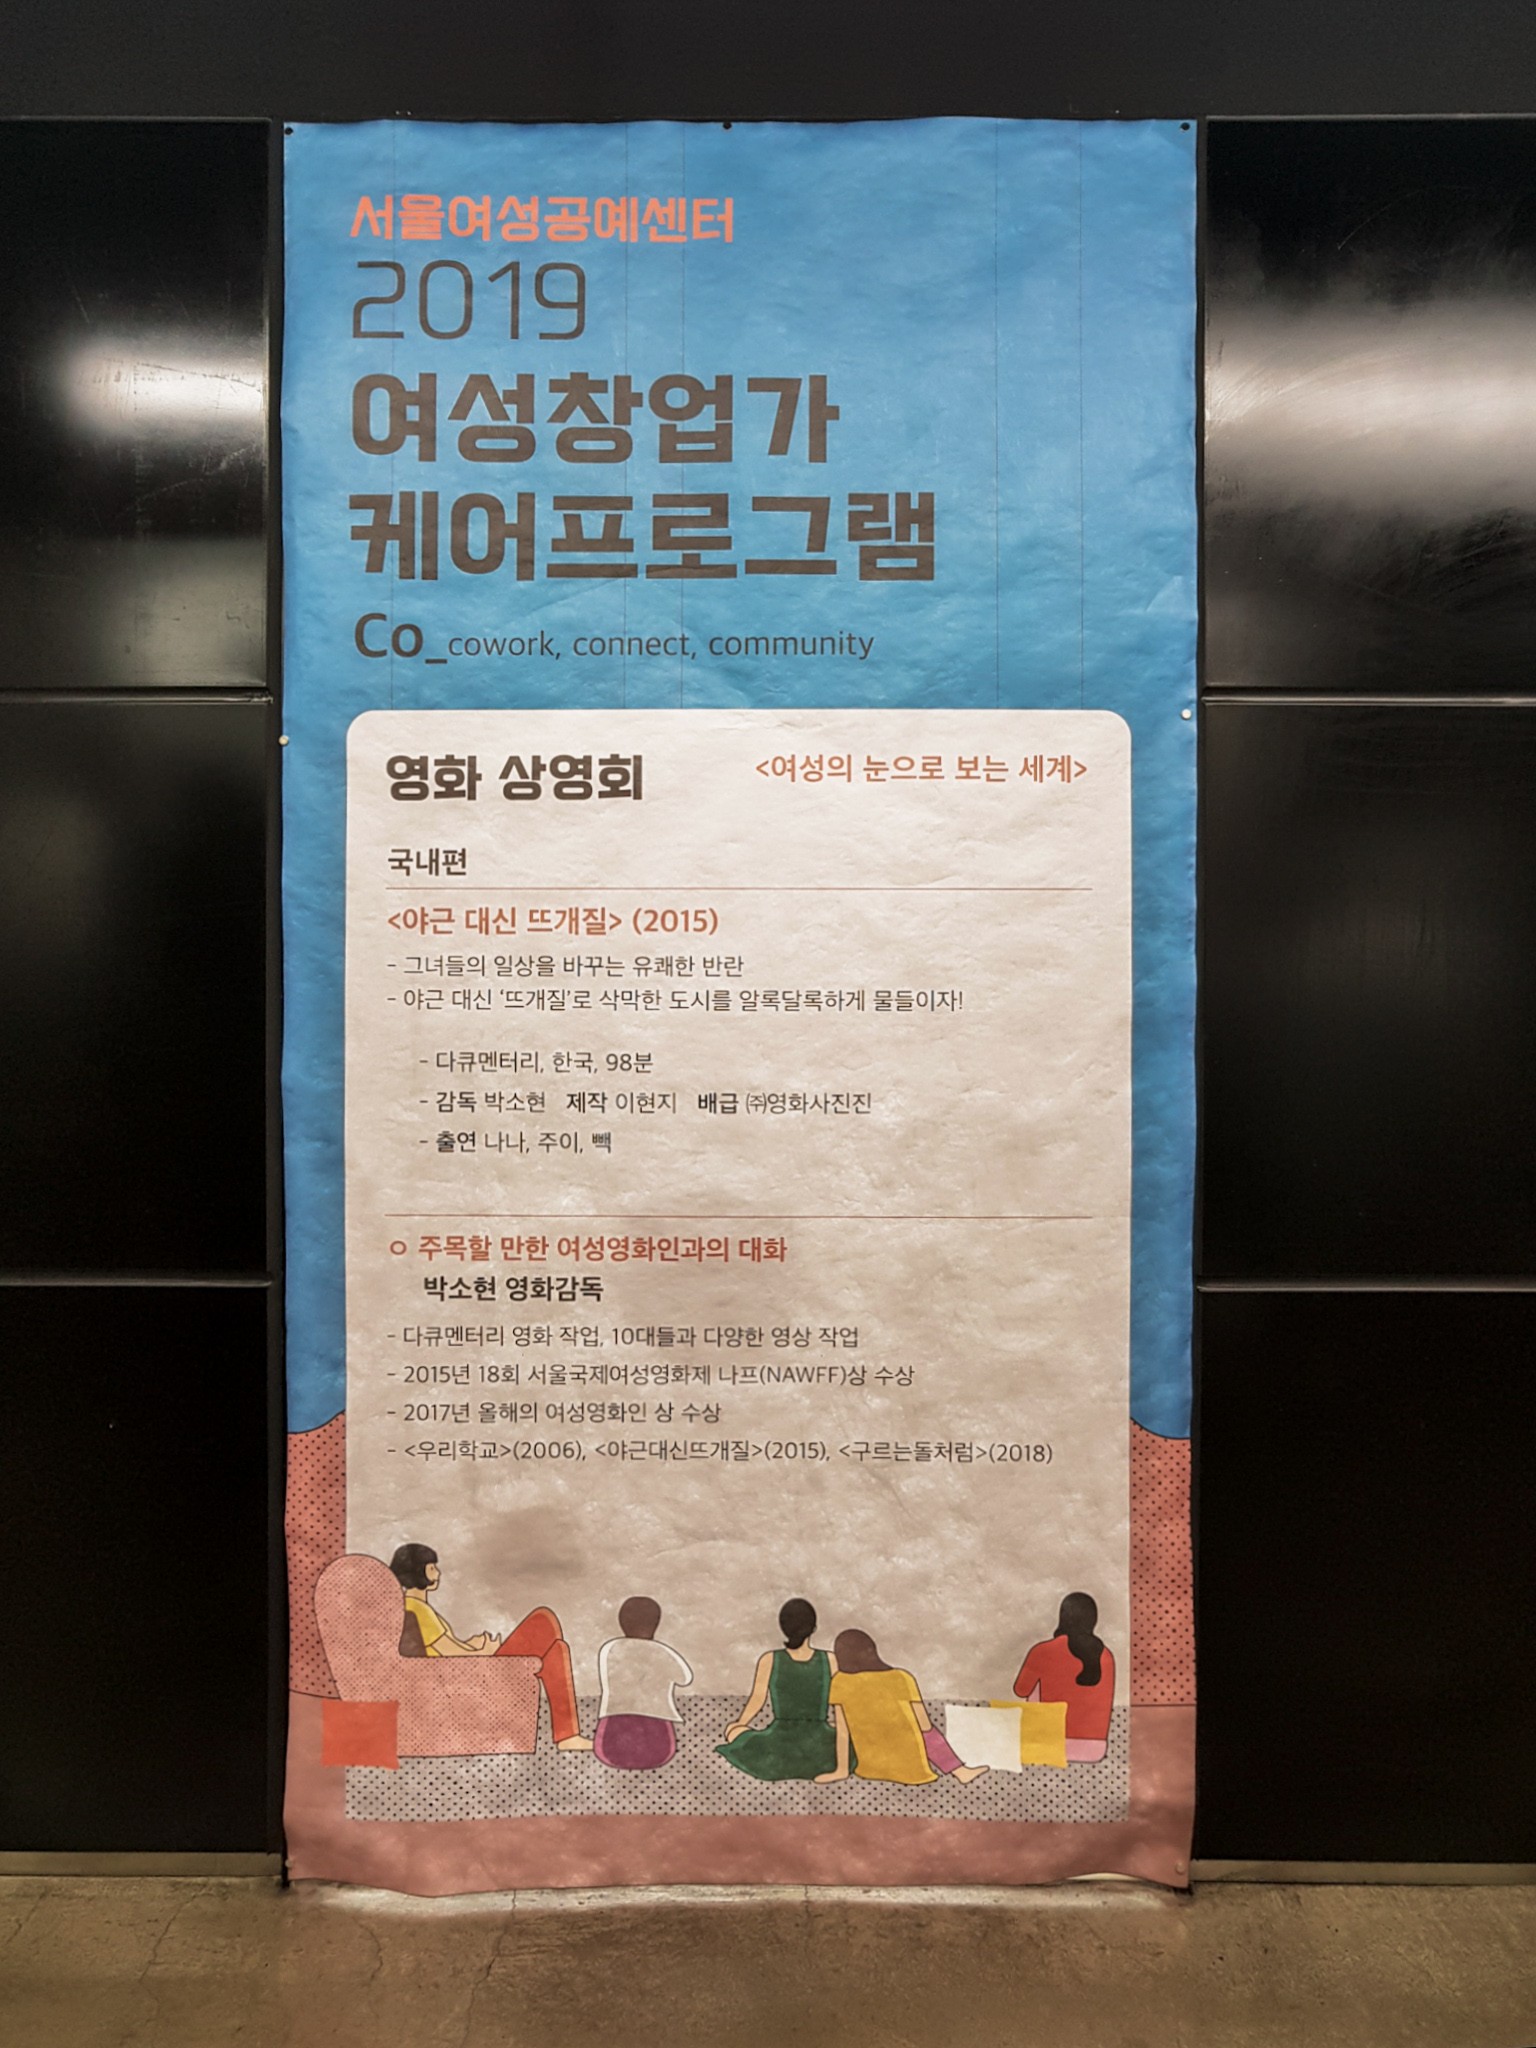 서울여성공예센터
2019
여성창업가
케어프로그램
Co_cowork, connect, community
영화 상영회 <여성의 눈으로 보는 세계>
국내편
<야근 대신 뜨개질> (2015)
- 그녀들의 일상을 바꾸는 유쾌한 반란
- 야근 대신 ‘뜨개질’로 삭막한 도시를 알록달록하게 물들이자!
- 다큐멘터리, 한국, 98분
- 감독 박소현 제작 이현지 배급 ㈜영화사진진
- 출연 나나, 주이, 빽
ㅇ 주목할 만한 여성영화인과의 대화
박소현 영화감독
- 다큐멘터리 영화 작업, 10대들과 다양한 영상 작업
- 2015년 18회 서울국제여성영화제 나프(NAWFF)상 수상
- 2017년 올해의 여성영화인 상 수상
- <우리학교>(2006), <야근대신뜨개질>(2015), <구르는돌처럼>(2018)